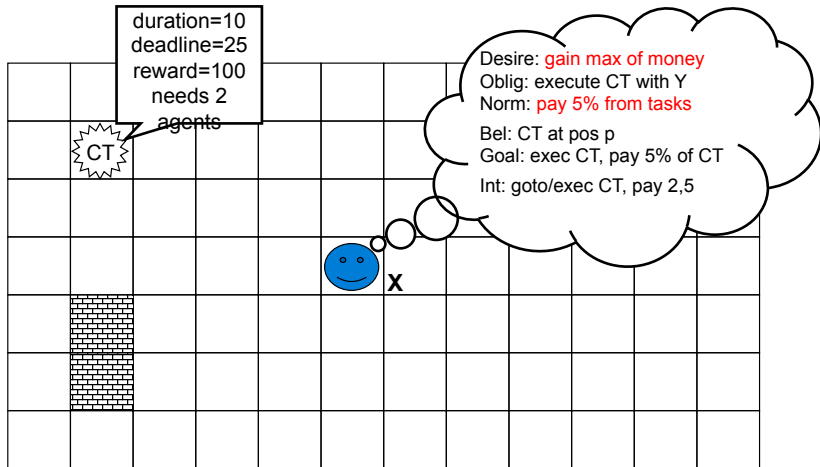 duration=10
deadline=25
reward=100
needs 2
agents
CT
Desire: gain max of money
Oblig: execute CT with Y
Norm: pay 5% from tasks
Bel: CT at pos p
Goal: exec CT, pay 5% of CT
Int: goto/exec CT, pay 2,5
X